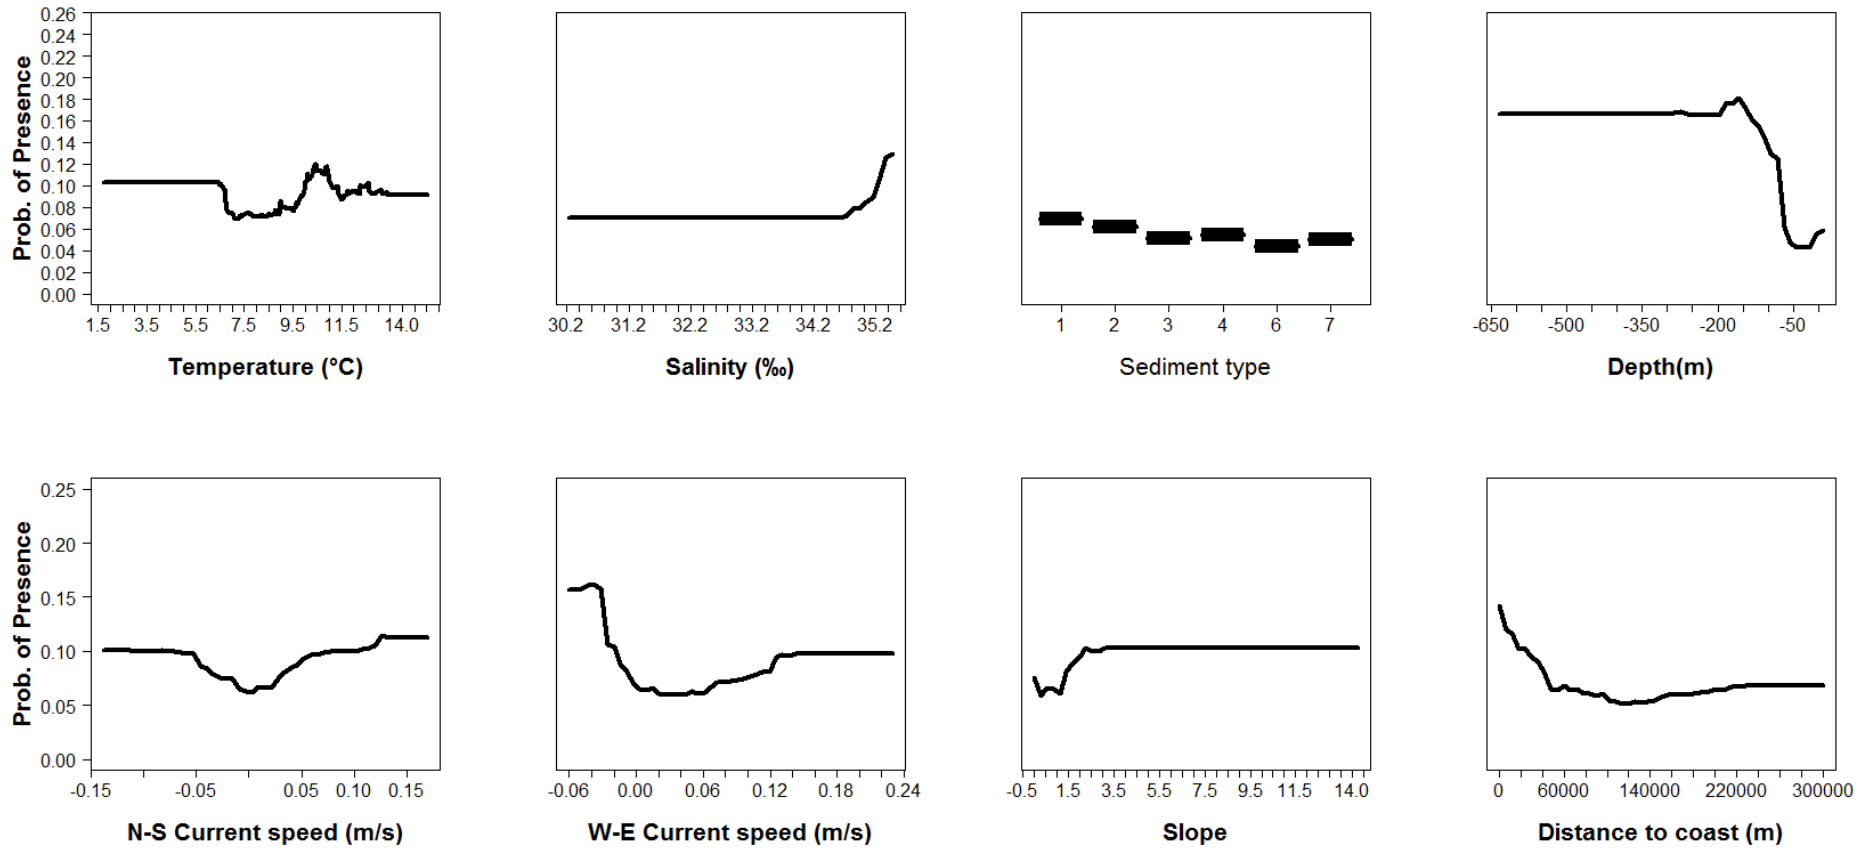 Prob. of Presence
0.26
0.24
0.22
0.20
0.18
0.16
0.14
0.12
0.10
0.08
0.06
0.04
0.02
0.00
1.5 3.5 5.5 7.5 9.5 11.5 14.0
Temperature (°C)
30.2 31.2 32.2 33.2 34.2 35.2
Salinity (‰)
1 2 3 4 6 7
Sediment type
-650 -500 -350 -200 -50
Depth(m)
Prob. of Presence
0.25
0.20
0.15
0.10
0.05
0.00
-0.15 -0.05 0.05 0.10 0.15
N-S Current speed (m/s)
-0.06 0.00 0.06 0.12 0.18 0.24
W-E Current speed (m/s)
-0.5 1.5 3.5 5.5 7.5 9.5 11.5 14.0
Slope
0 60000 140000 220000 300000
Distance to coast (m)